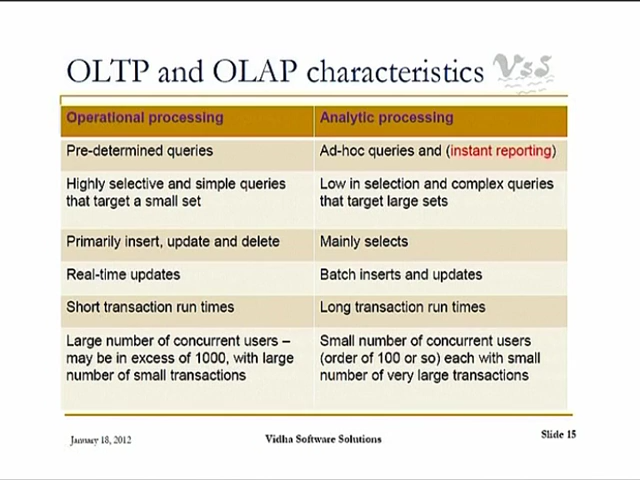 OLTP and OLAP characteristics
VsS
Operational processing
Analytic processing
Pre-determined queries
Ad-hoc queries and (instant reporting)
Highly selective and simple queries
that target a small set
Low in selection and complex queries
that target large sets
Primarily insert, update and delete
Mainly selects
Real-time updates
Batch inserts and updates
Short transaction run times
Long transaction run times
Large number of concurrent users –
may be in excess of 1000, with large
number of small transactions
Small number of concurrent users
(order of 100 or so) each with small
number of very large transactions
January 18, 2012
Vidha Software Solutions
Slide 15